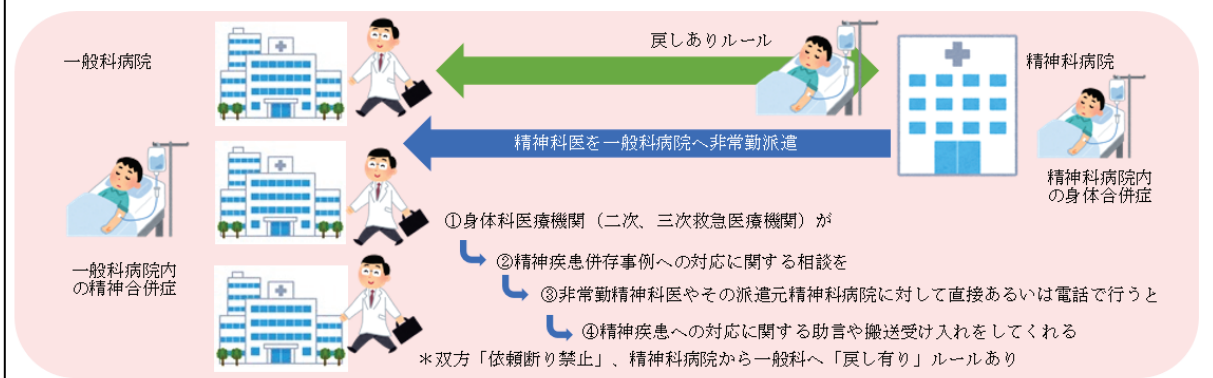 戻しありルール
一般科病院
精神科病院
精神科医を一般科病院へ非常勤派遣
精神科病院内
の身体合併症
一般科病院内
の精神合併症
①身体科医療機関（二次、三次救急医療機関）が
②精神疾患併存事例への対応に関する相談を
③非常勤精神科医やその派遣元精神科病院に対して直接あるいは電話で行うと
④精神疾患への対応に関する助言や搬送受け入れをしてくれる
＊双方「依頼断り禁止」、精神科病院から一般科へ「戻し有り」ルールあり